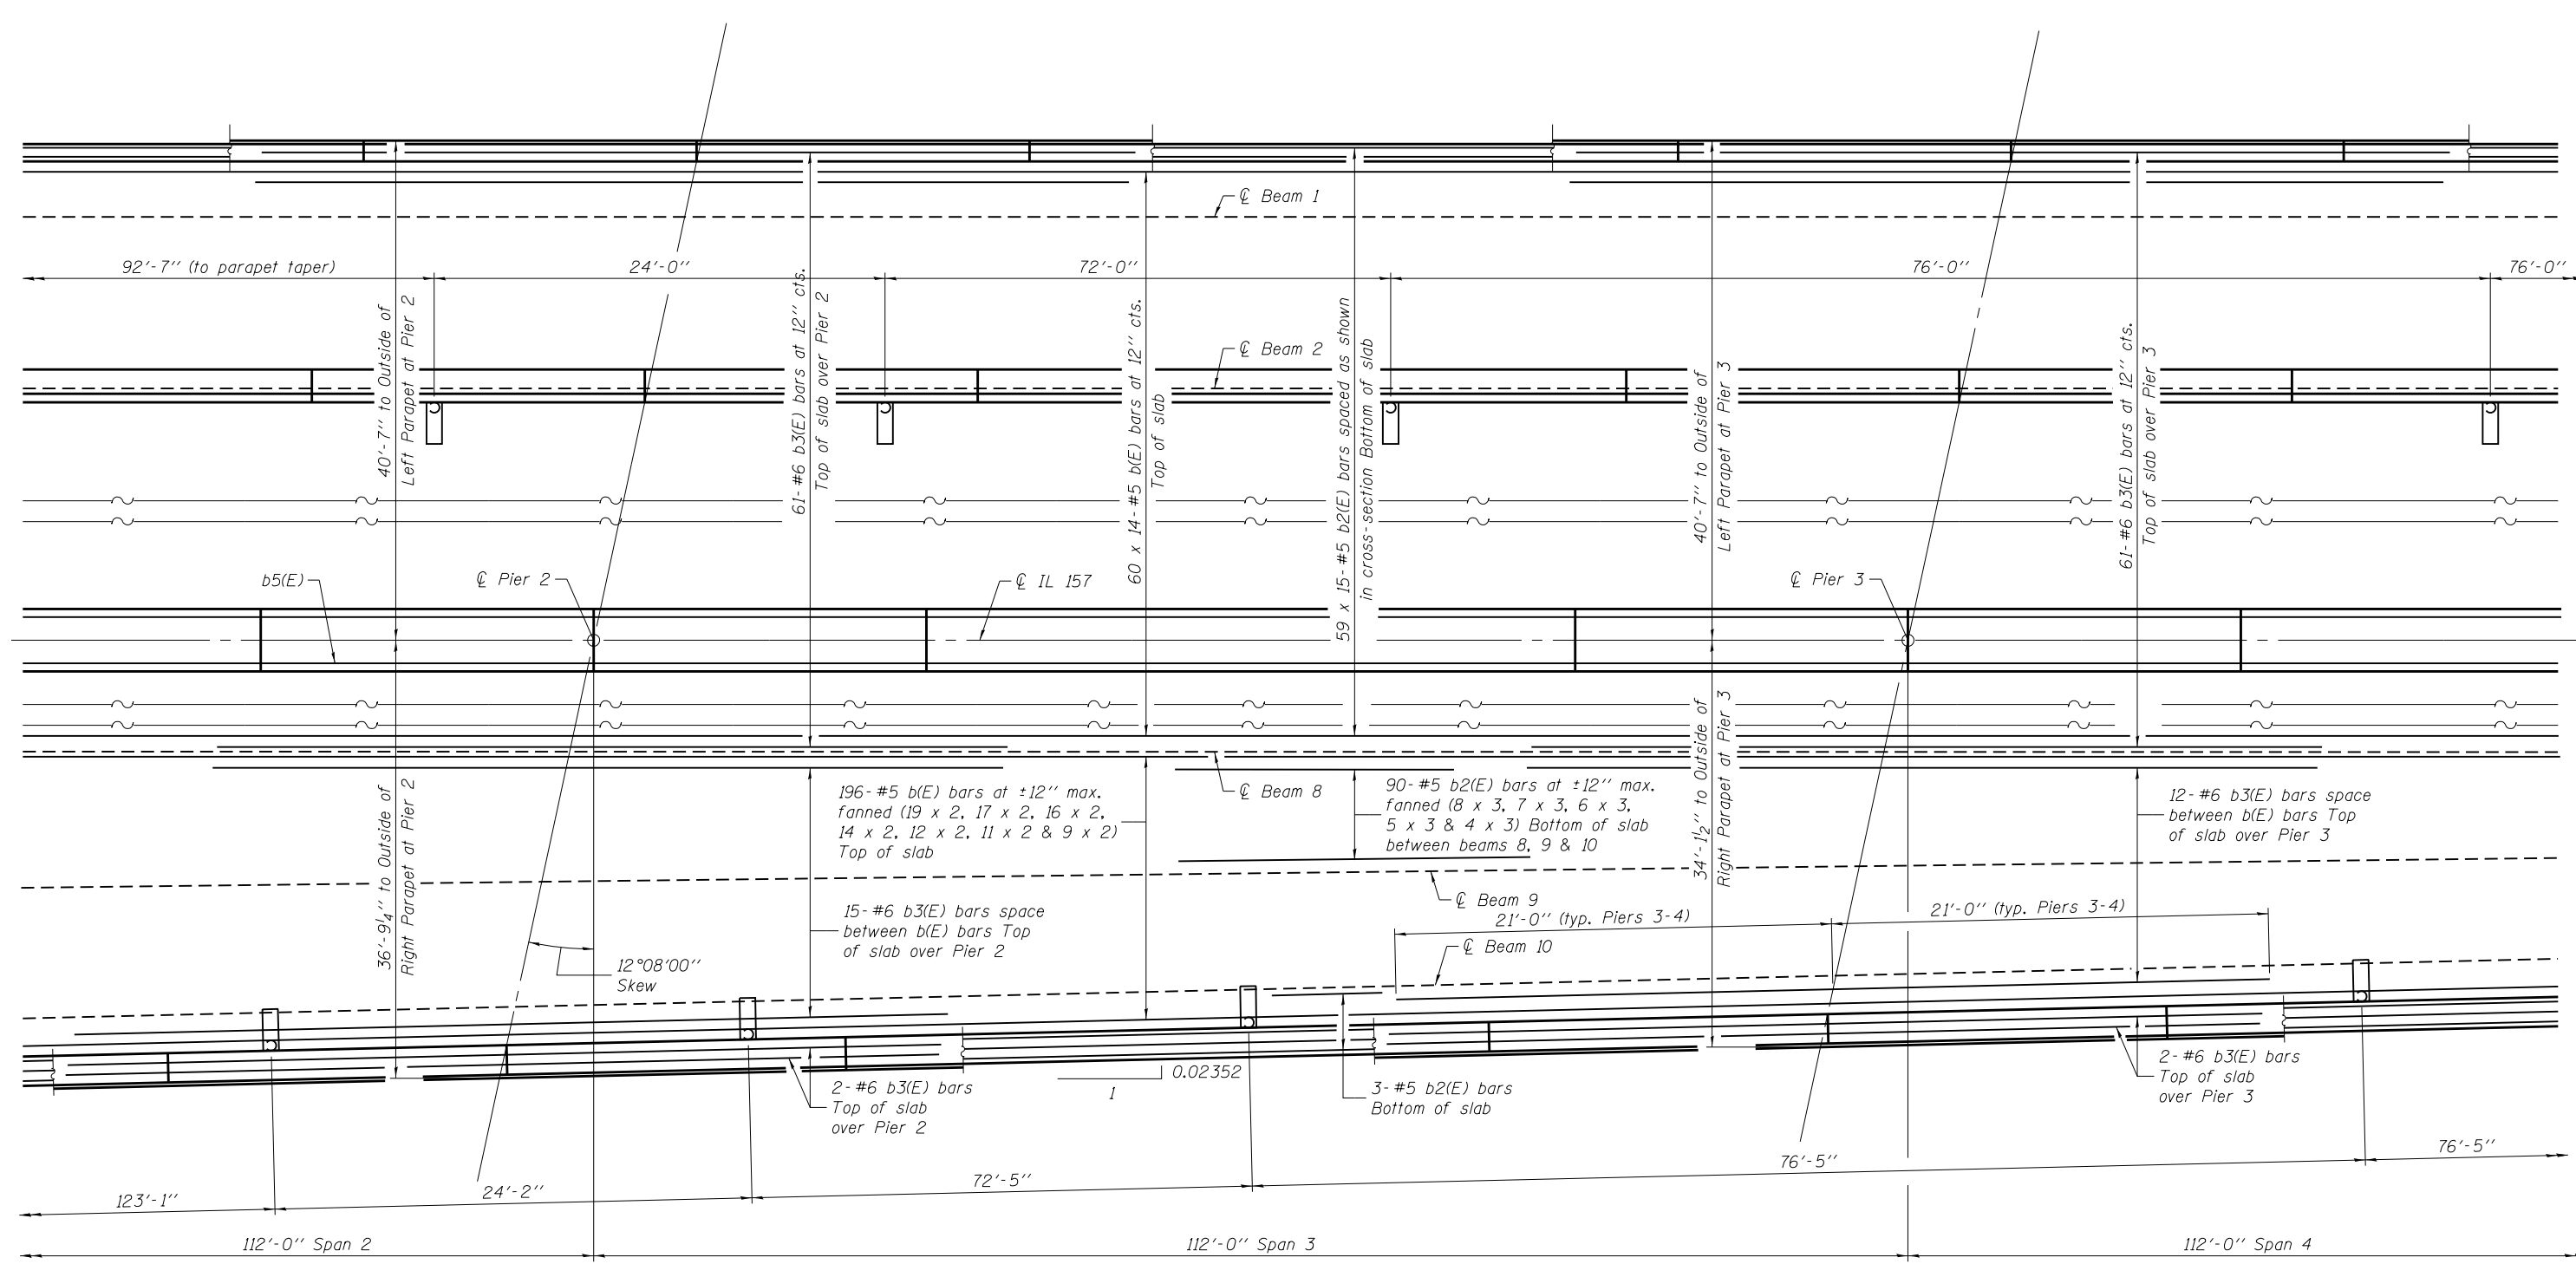 ℄ Beam 1
92'-7" (to parapet taper)
24'-0"
72'-0"
76'-0"
76'-0"
40'-7" to Outside of
Left Parapet at Pier 2
61-#6 b3(E) bars at 12" cts.
Top of slab over Pier 2
60 x 14-#5 b(E) bars at 12" cts.
Top of slab
59 x 15-#5 b2(E) bars spaced as shown
in cross-section Bottom of slab
℄ Beam 2
40'-7" to Outside of
Left Parapet at Pier 3
61-#6 b3(E) bars at 12" cts.
Top of slab over Pier 3
b5(E)
℄ Pier 2
℄ IL 157
℄ Pier 3
36'-9¼" to Outside of
Right Parapet at Pier 2
196-#5 b(E) bars at ±12" max.
fanned (19 x 2, 17 x 2, 16 x 2,
14 x 2, 12 x 2, 11 x 2 & 9 x 2)
Top of slab
℄ Beam 8
90-#5 b2(E) bars at ±12" max.
fanned (8 x 3, 7 x 3, 6 x 3,
5 x 3 & 4 x 3) Bottom of slab
between beams 8, 9 & 10
34'-1½" to Outside of
Right Parapet at Pier 3
12-#6 b3(E) bars space
between b(E) bars Top
of slab over Pier 3
℄ Beam 9
15-#6 b3(E) bars space
between b(E) bars Top
of slab over Pier 2
21'-0" (typ. Piers 3-4)
21'-0" (typ. Piers 3-4)
℄ Beam 10
12°08'00"
Skew
0.02352
1
2-#6 b3(E) bars
Top of slab
over Pier 2
3-#5 b2(E) bars
Bottom of slab
2-#6 b3(E) bars
Top of slab
over Pier 3
123'-1"
24'-2"
72'-5"
76'-5"
76'-5"
112'-0" Span 2
112'-0" Span 3
112'-0" Span 4